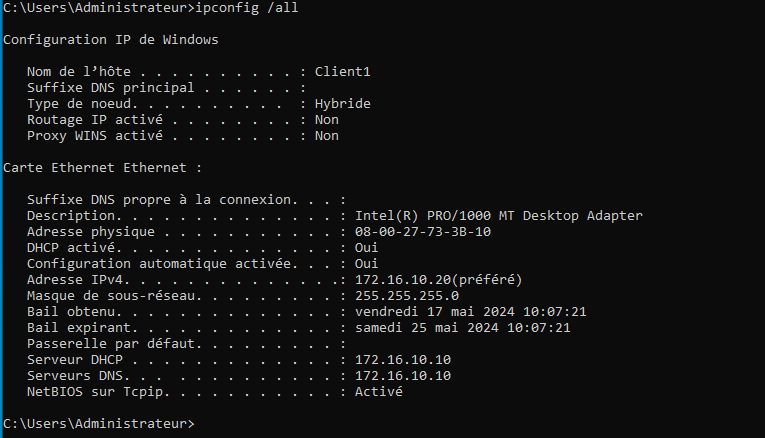 C:\Users\Administrateur>ipconfig /all
Configuration IP de Windows
Nom de l’hôte . . . . . . . . . . : Client1
Suffixe DNS principal . . . . . . :
Type de noeud. . . . . . . . . .  : Hybride
Routage IP activé . . . . . . . . : Non
Proxy WINS activé . . . . . . . . : Non
Carte Ethernet Ethernet :
Suffixe DNS propre à la connexion. . . :
Description. . . . . . . . . . . . . . : Intel(R) PRO/1000 MT Desktop Adapter
Adresse physique . . . . . . . . . . . : 08-00-27-73-3B-10
DHCP activé. . . . . . . . . . . . . . : Oui
Configuration automatique activée. . . : Oui
Adresse IPv4. . . . . . . . . . . . . .: 172.16.10.20(préféré)
Masque de sous-réseau. . . . . . . . . : 255.255.255.0
Bail obtenu. . . . . . . . . . . . . . : vendredi 17 mai 2024 10:07:21
Bail expirant. . . . . . . . . . . . . : samedi 25 mai 2024 10:07:21
Passerelle par défaut. . . . . . . . . :
Serveur DHCP . . . . . . . . . . . . . : 172.16.10.10
Serveurs DNS. . .  . . . . . . . . . . : 172.16.10.10
NetBIOS sur Tcpip. . . . . . . . . . . : Activé
C:\Users\Administrateur>